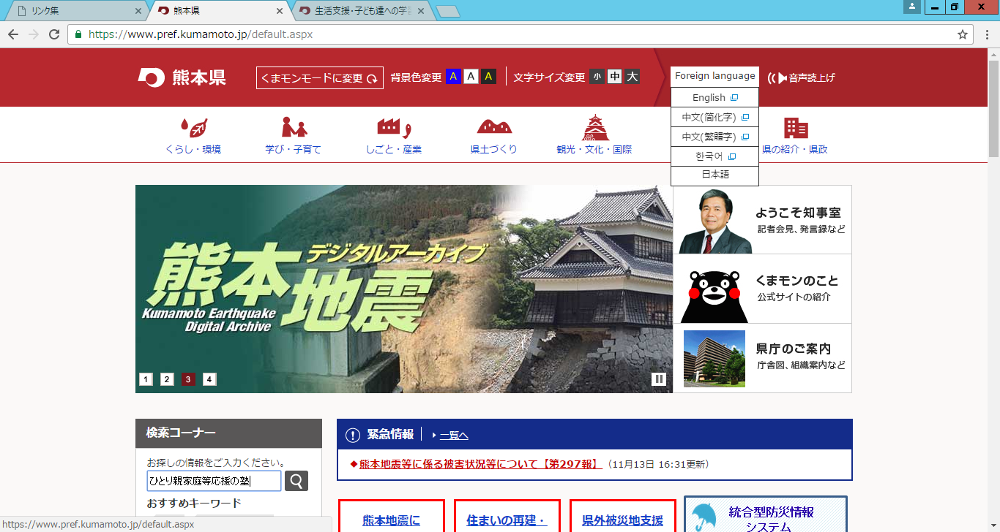 リンク集
熊本県
生活支援・子ども達への学
https://www.pref.kumamoto.jp/default.aspx
熊本県
くまモンモードに変更
背景色変更 A A A
文字サイズ変更 小 中 大
Foreign language
音声読上げ
English
中文(简化字)
中文(繁體字)
한국어
日本語
くらし・環境
学び・子育て
しごと・産業
県土づくり
観光・文化・国際
県の紹介・県政
熊本地震
デジタルアーカイブ
Kumamoto Earthquake
Digital Archive
1 2 3 4
ようこそ知事室
記者会見、発言録など
くまモンのこと
公式サイトの紹介
県庁のご案内
庁舎図、組織案内など
検索コーナー
お探しの情報をご入力ください。
ひとり親家庭等応援の塾
おすすめキーワード
緊急情報
一覧へ
◆熊本地震等に係る被害状況等について【第297報】（11月13日 16:31更新）
熊本地震に
住まいの再建・
県外被災地支援
統合型防災情報
システム
https://www.pref.kumamoto.jp/default.aspx